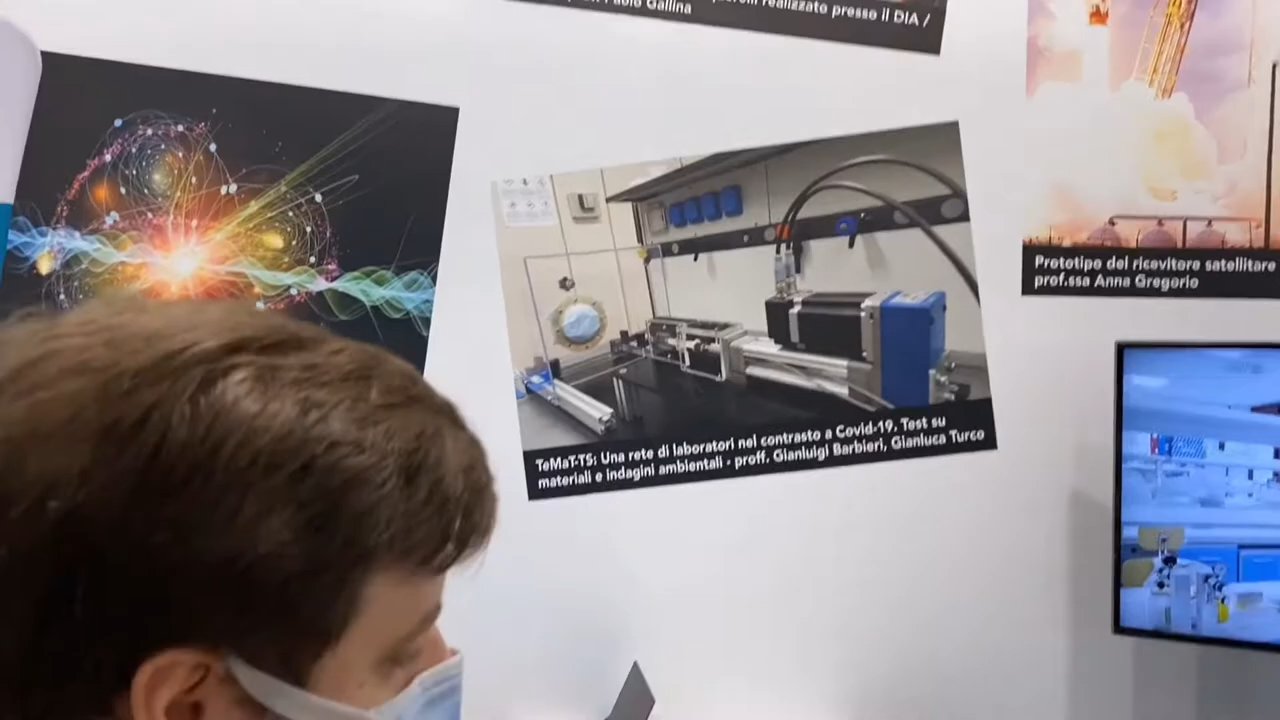 Fabio Gallina
realizzato presso il DIA /
Prototipo del ricevitore satellitare
prof.ssa Anna Gregorio
TeMaT-TS: Una rete di laboratori nel contrasto a Covid-19. Test su
materiali e indagini ambientali - proff. Gianluigi Barbieri, Gianluca Turco